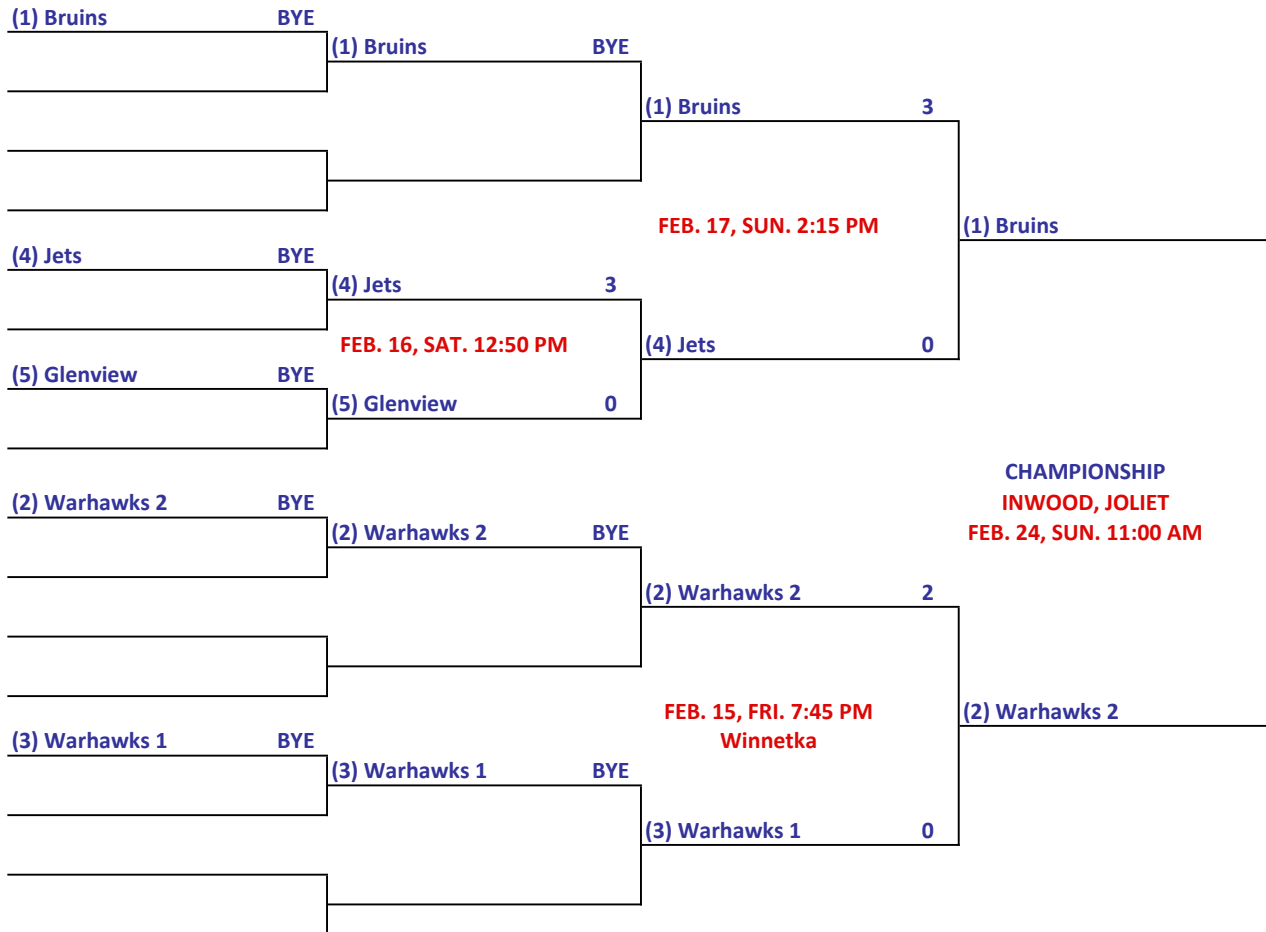 (1) Bruins BYE
(1) Bruins BYE
(1) Bruins 3
FEB. 17, SUN. 2:15 PM
(1) Bruins
(4) Jets BYE
(4) Jets 3
FEB. 16, SAT. 12:50 PM
(4) Jets 0
(5) Glenview BYE
(5) Glenview 0
CHAMPIONSHIP
INWOOD, JOLIET
FEB. 24, SUN. 11:00 AM
(2) Warhawks 2 BYE
(2) Warhawks 2 BYE
(2) Warhawks 2 2
FEB. 15, FRI. 7:45 PM
Winnetka
(2) Warhawks 2
(3) Warhawks 1 BYE
(3) Warhawks 1 BYE
(3) Warhawks 1 0